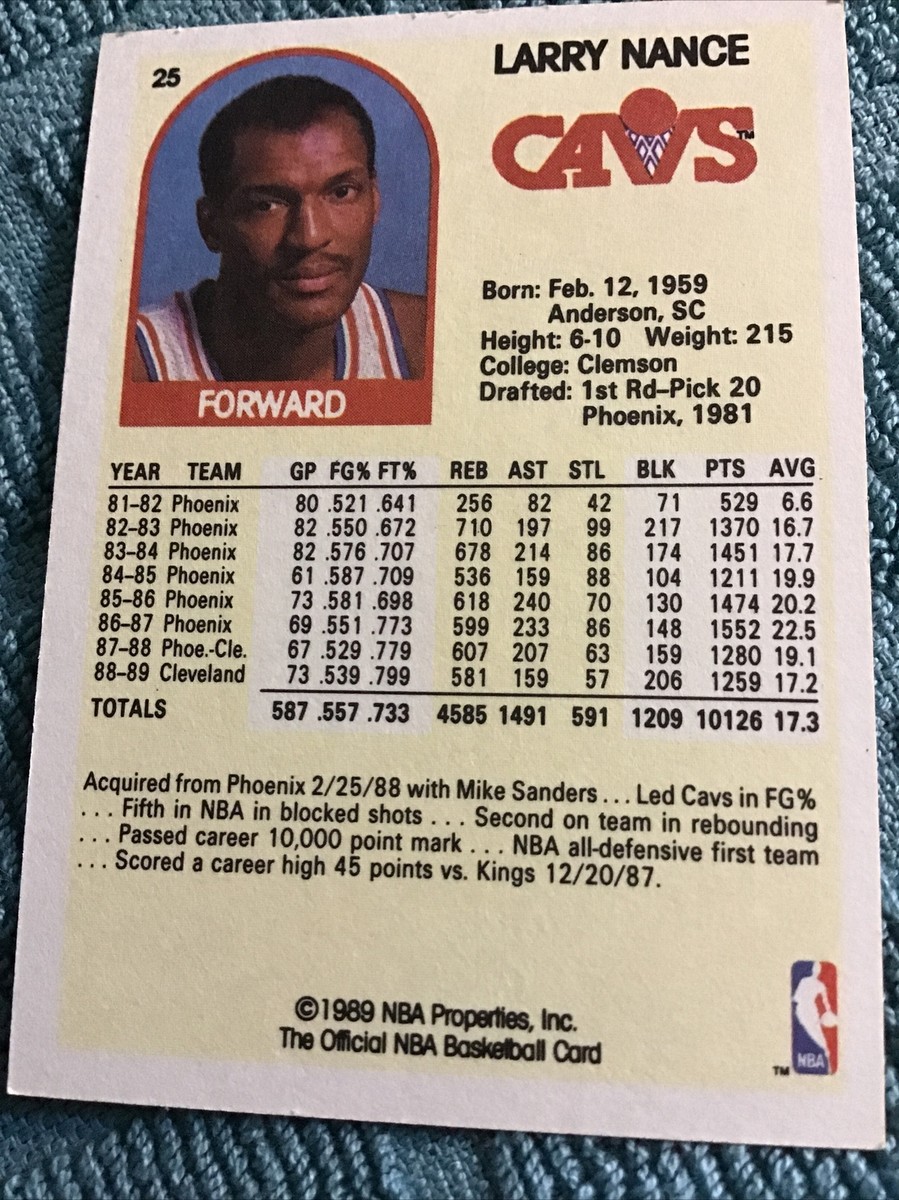 25
LARRY NANCE
CAVS™
FORWARD
Born: Feb. 12, 1959
Anderson, SC
Height: 6-10 Weight: 215
College: Clemson
Drafted: 1st Rd–Pick 20
Phoenix, 1981
YEAR TEAM GP FG% FT% REB AST STL BLK PTS AVG
81–82 Phoenix 80 .521 .641 256 82 42 71 529 6.6
82–83 Phoenix 82 .550 .672 710 197 99 217 1370 16.7
83–84 Phoenix 82 .576 .707 678 214 86 174 1451 17.7
84–85 Phoenix 61 .587 .709 536 159 88 104 1211 19.9
85–86 Phoenix 73 .581 .698 618 240 70 130 1474 20.2
86–87 Phoenix 69 .551 .773 599 233 86 148 1552 22.5
87–88 Phoe.-Cle. 67 .529 .779 607 207 63 159 1280 19.1
88–89 Cleveland 73 .539 .799 581 159 57 206 1259 17.2
TOTALS 587 .557 .733 4585 1491 591 1209 10126 17.3
Acquired from Phoenix 2/25/88 with Mike Sanders . . . Led Cavs in FG%
. . . Fifth in NBA in blocked shots . . . Second on team in rebounding
. . . Passed career 10,000 point mark . . . NBA all-defensive first team
. . . Scored a career high 45 points vs. Kings 12/20/87.
©1989 NBA Properties, Inc.
The Official NBA Basketball Card
NBA
™